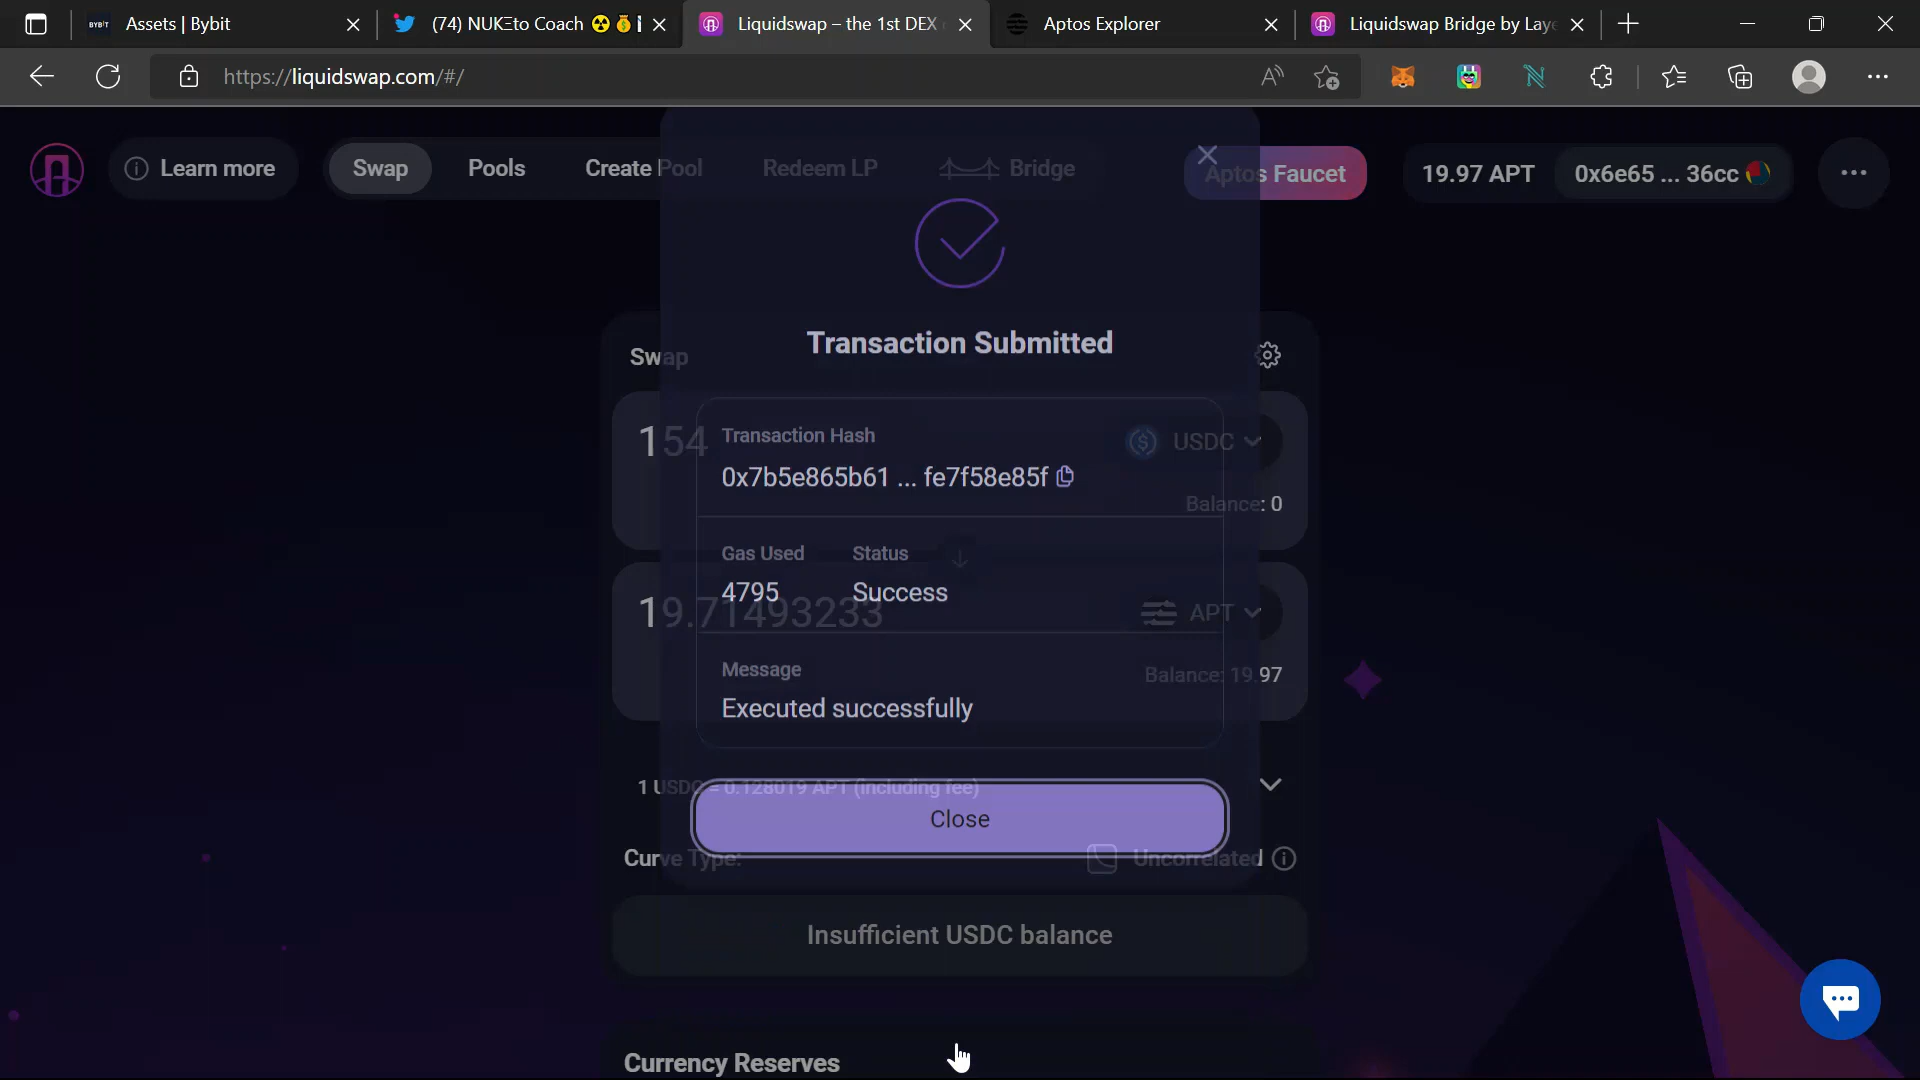 BYBIT Assets | Bybit
(74) NUKΞto Coach ☢️💰
Liquidswap – the 1st DEX
Aptos Explorer
Liquidswap Bridge by Laye
https://liquidswap.com/#/
Learn more
Swap
Pools
Create Pool
Redeem LP
Bridge
Aptos Faucet
19.97 APT
0x6e65 ... 36cc
Transaction Submitted
Swap
154
USDC
Balance: 0
Transaction Hash
0x7b5e865b61 ... fe7f58e85f
Gas Used
Status
4795
Success
19.71493233
APT
Balance: 19.97
Message
Executed successfully
1 USDC = 0.128019 APT (including fee)
Close
Curve Type:
Uncorrelated
Insufficient USDC balance
Currency Reserves